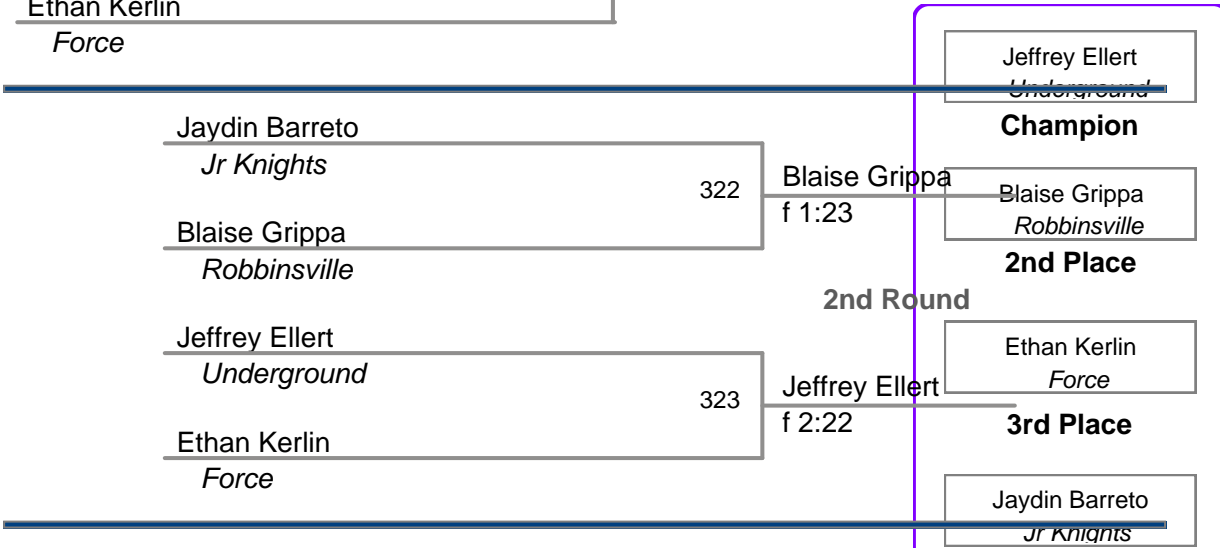 Ethan Kerlin
Force
Jeffrey Ellert
Underground
Champion
Jaydin Barreto
Jr Knights
322
Blaise Grippa
f 1:23
Blaise Grippa
Robbinsville
Blaise Grippa
Robbinsville
2nd Place
2nd Round
Jeffrey Ellert
Underground
323
Jeffrey Ellert
f 2:22
Ethan Kerlin
Force
Ethan Kerlin
Force
3rd Place
Jaydin Barreto
Jr Knights